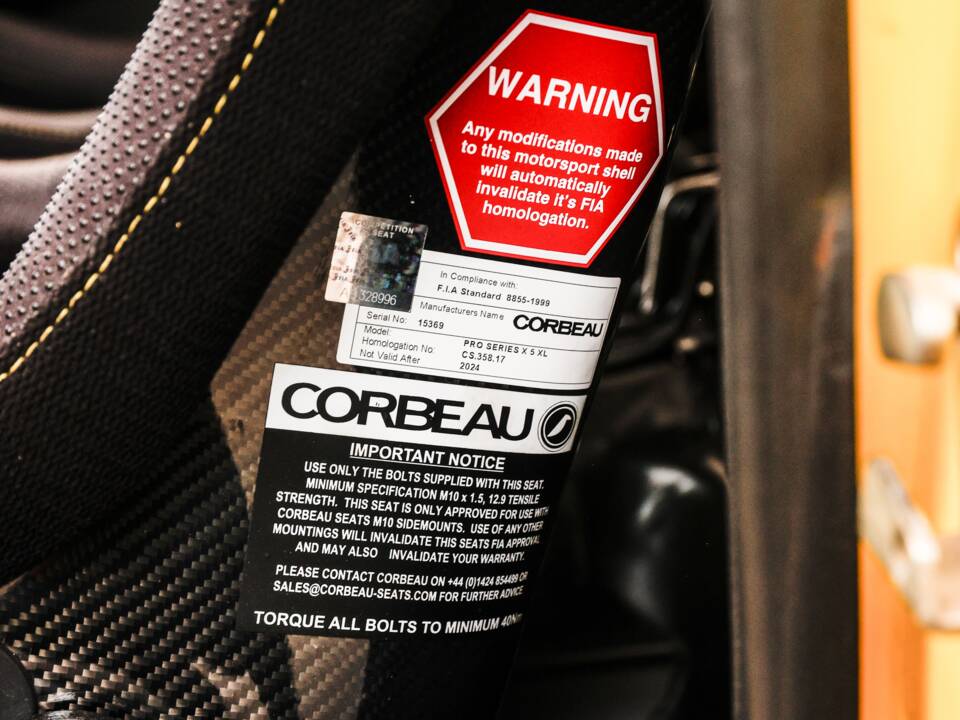 WARNING
Any modifications made
to this motorsport shell
will automatically
invalidate it's FIA
homologation.
COMPETITION
SEAT
328996
In Compliance with:
F.I.A Standard 8855-1999
Manufacturers Name CORBEAU
Serial No: 15369
Model: PRO SERIES X 5 XL
Homologation No: CS.358.17
Not Valid After 2024
CORBEAU
IMPORTANT NOTICE
USE ONLY THE BOLTS SUPPLIED WITH THIS SEAT.
MINIMUM SPECIFICATION M10 x 1.5, 12.9 TENSILE
STRENGTH. THIS SEAT IS ONLY APPROVED FOR USE WITH
CORBEAU SEATS M10 SIDEMOUNTS. USE OF ANY OTHER
MOUNTINGS WILL INVALIDATE THIS SEATS FIA APPROVAL
AND MAY ALSO INVALIDATE YOUR WARRANTY.
PLEASE CONTACT CORBEAU ON +44 (0)1424 854499 OR
SALES@CORBEAU-SEATS.COM FOR FURTHER ADVICE
TORQUE ALL BOLTS TO MINIMUM 40Nm